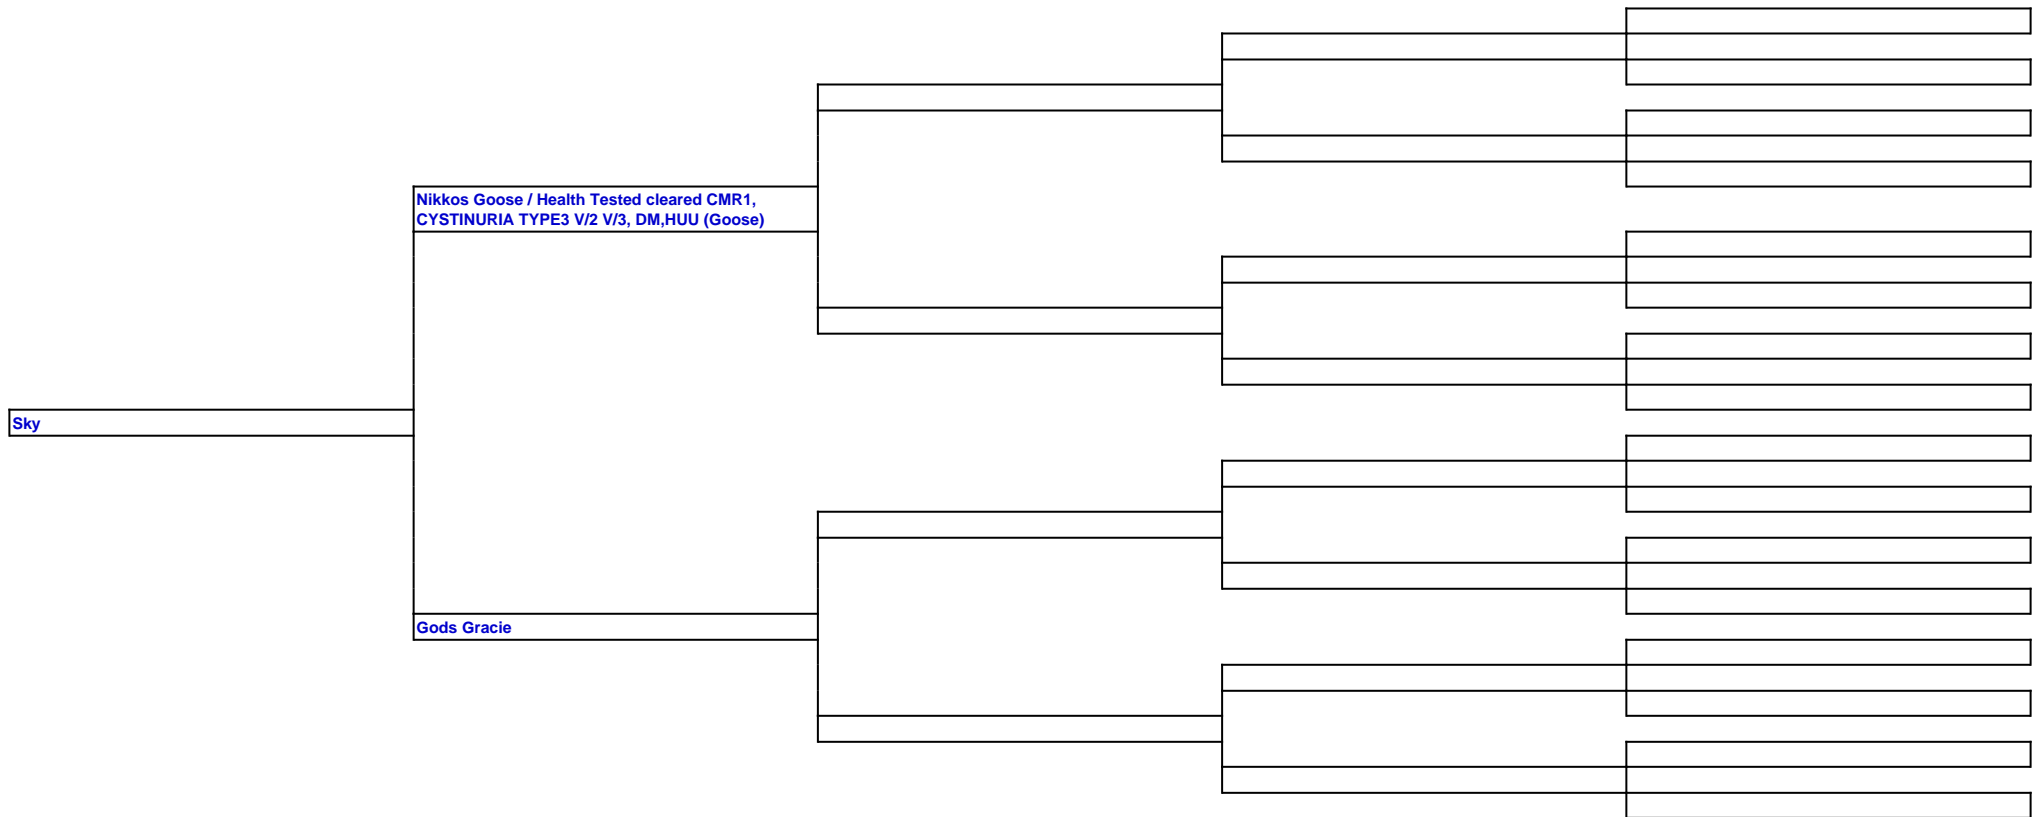 Nikkos Goose / Health Tested cleared CMR1,
CYSTINURIA TYPE3 V/2 V/3, DM,HUU (Goose)
Sky
Gods Gracie